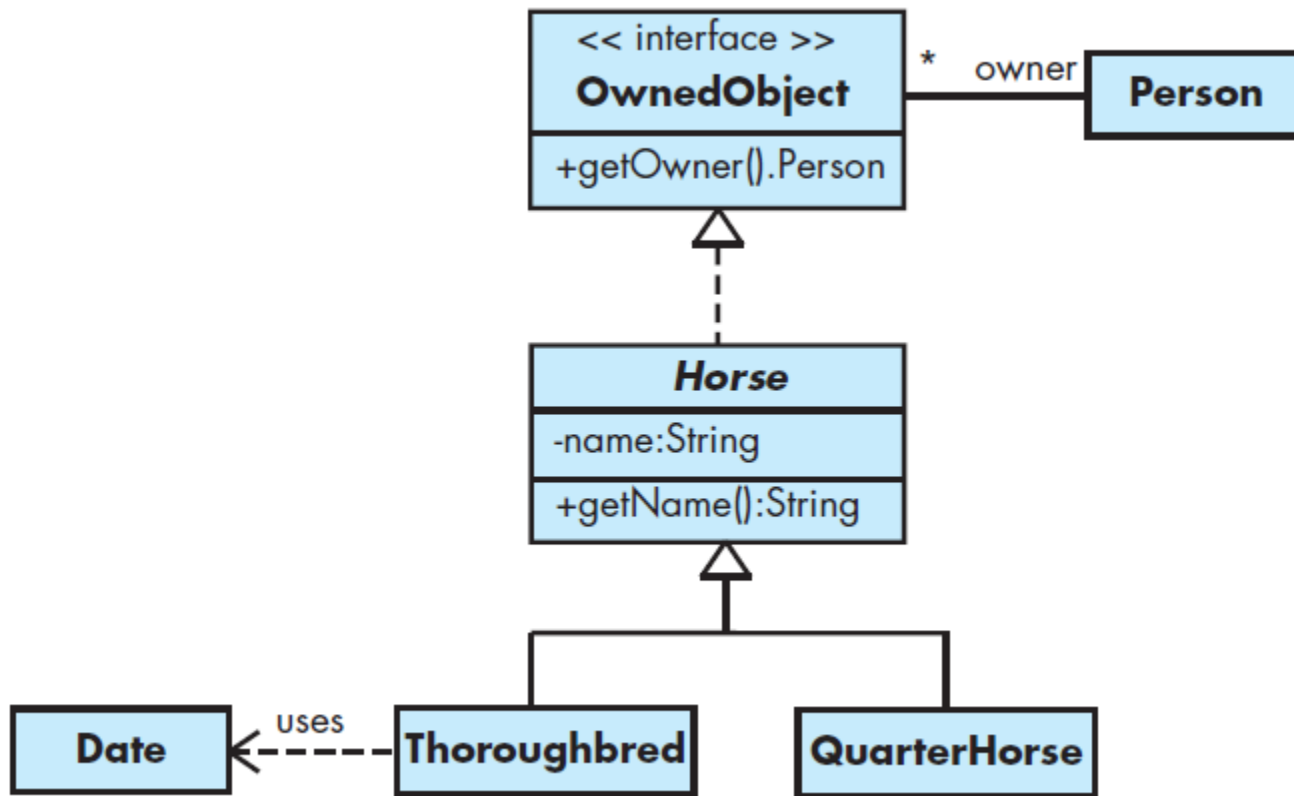 << interface >>
OwnedObject
+getOwner().Person
* owner
Person
Horse
-name:String
+getName():String
Date
uses
Thoroughbred
QuarterHorse